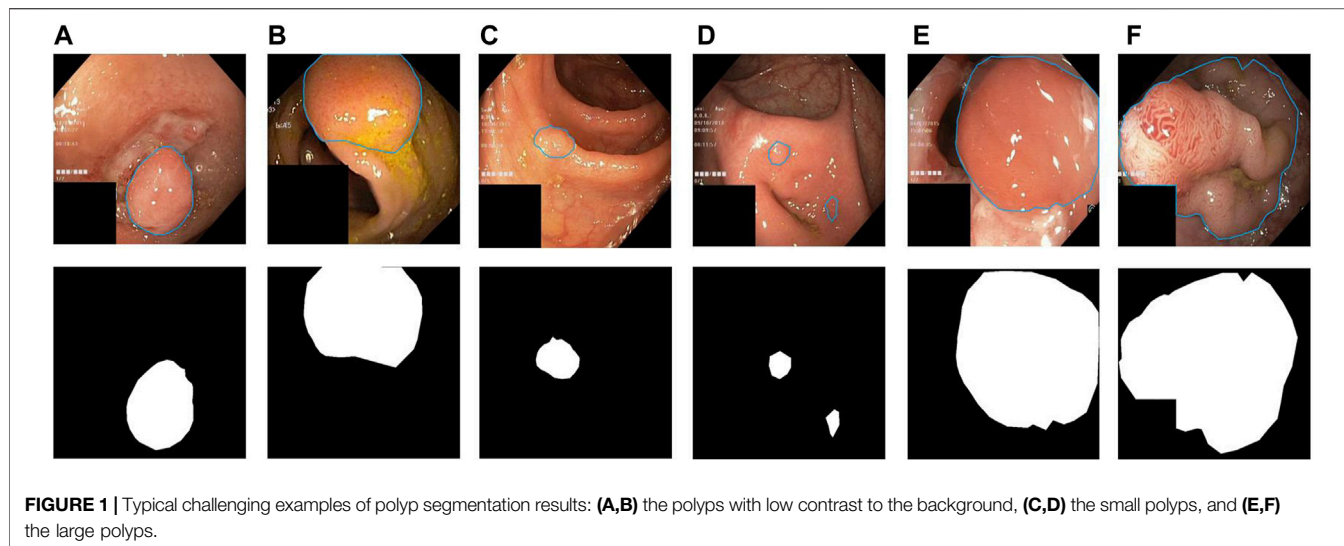 A B C D E F
FIGURE 1 | Typical challenging examples of polyp segmentation results: (A,B) the polyps with low contrast to the background, (C,D) the small polyps, and (E,F)
the large polyps.